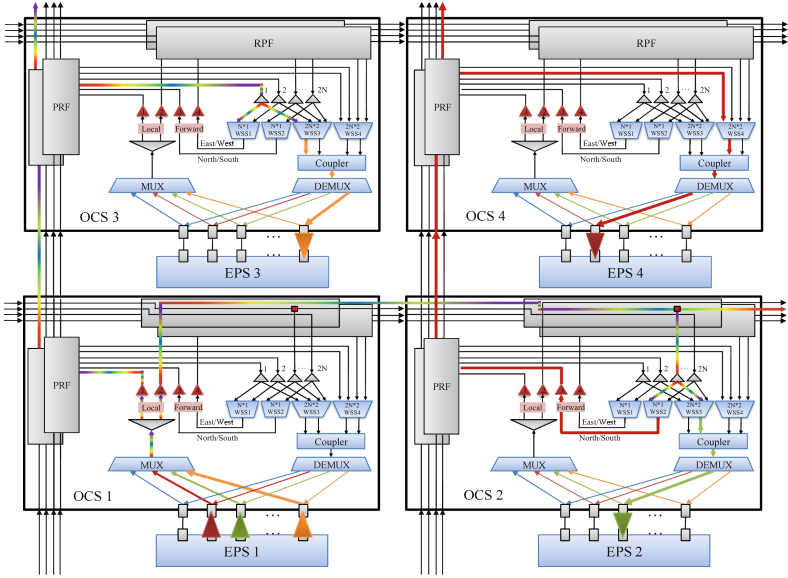 RPF
PRF
1 2 ... 2N
Local Forward
N*1 WSS1
N*1 WSS2
2N*2 WSS3
2N*2 WSS4
East/West
North/South
Coupler
MUX
DEMUX
OCS 3
...
...
EPS 3
RPF
PRF
1 2 ... 2N
Local Forward
N*1 WSS1
N*1 WSS2
2N*2 WSS3
2N*2 WSS4
East/West
North/South
Coupler
MUX
DEMUX
OCS 4
...
...
EPS 4
PRF
1 2 ... 2N
Local Forward
N*1 WSS1
N*1 WSS2
2N*2 WSS3
2N*2 WSS4
East/West
North/South
Coupler
MUX
DEMUX
OCS 1
...
...
EPS 1
PRF
1 2 ... 2N
Local Forward
N*1 WSS1
N*1 WSS2
2N*2 WSS3
2N*2 WSS4
East/West
North/South
Coupler
MUX
DEMUX
OCS 2
...
...
EPS 2